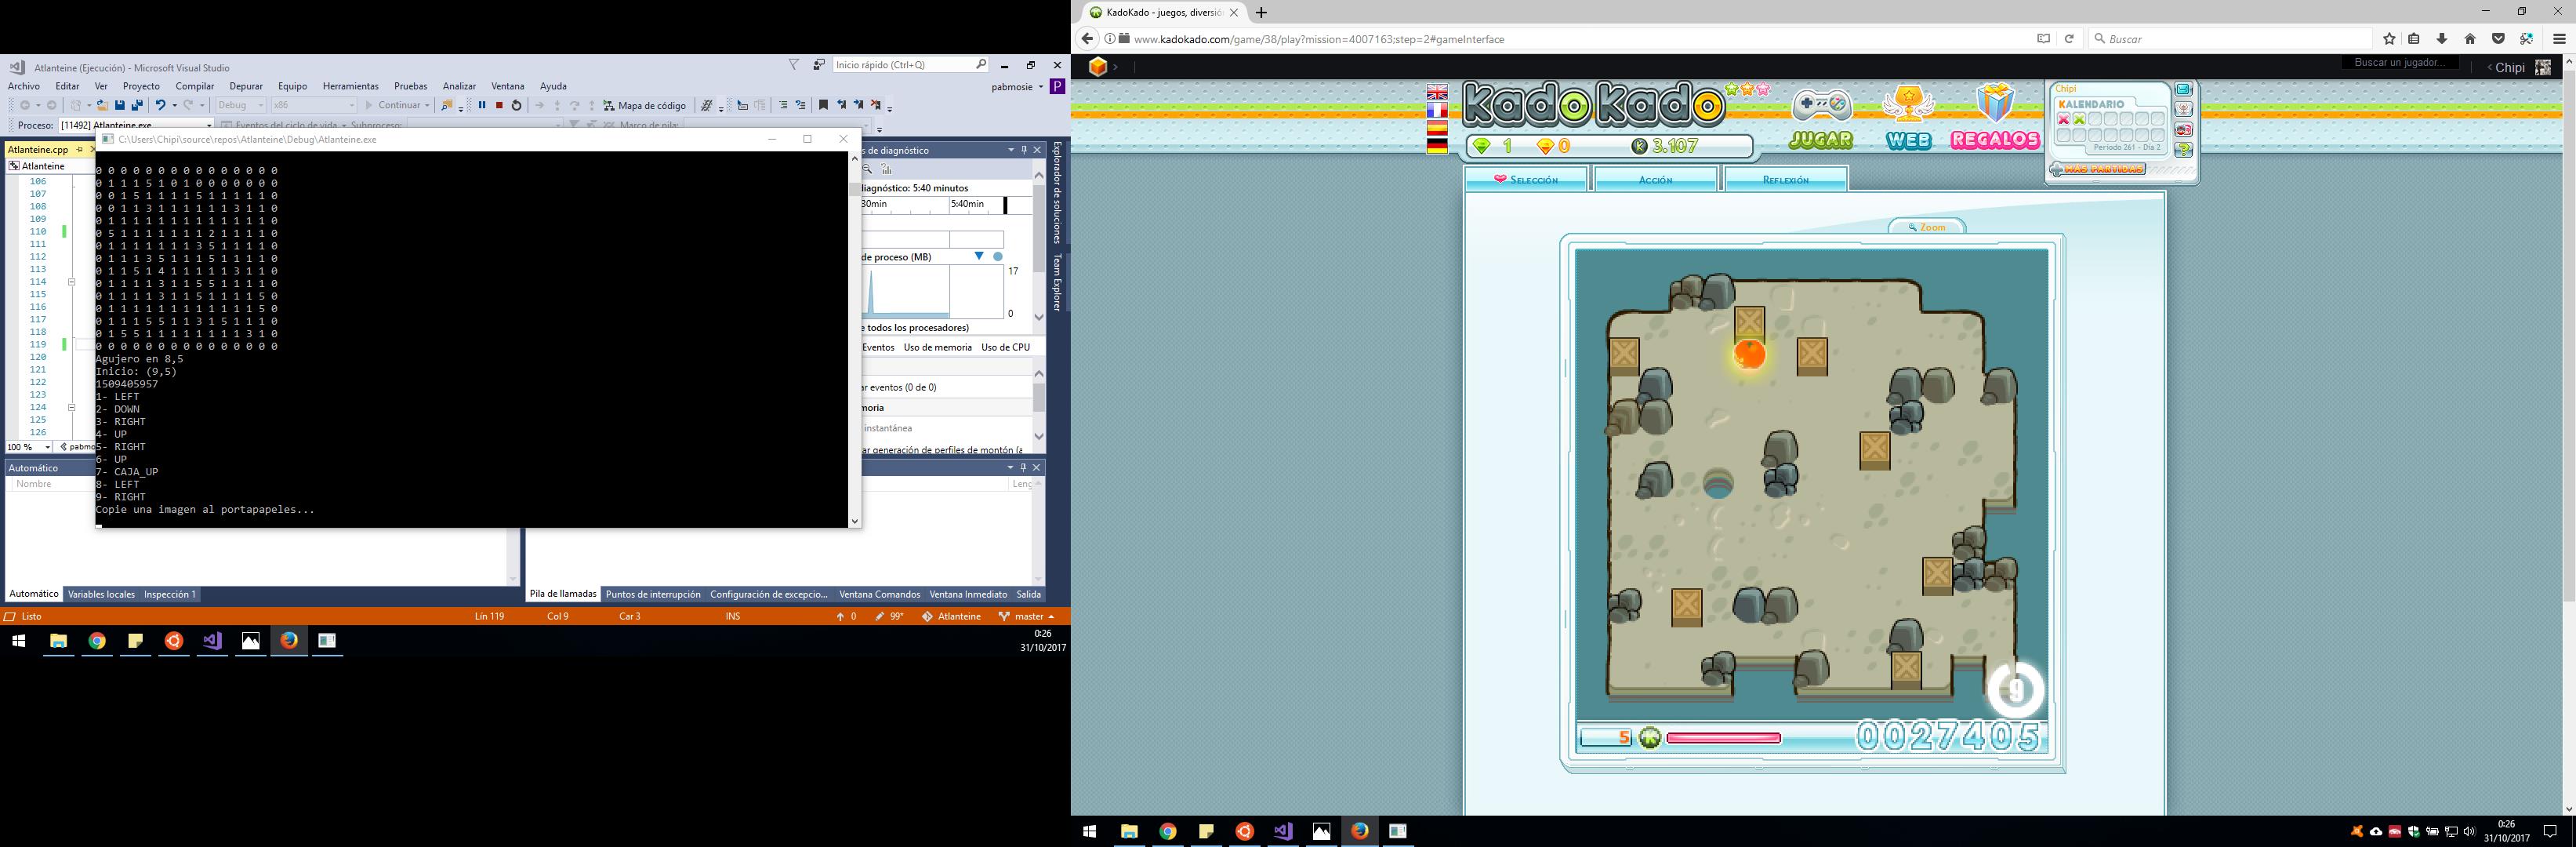 Atlanteine (Ejecución) - Microsoft Visual Studio
Inicio rápido (Ctrl+Q)
Archivo Editar Ver Proyecto Compilar Depurar Equipo Herramientas Pruebas Analizar Ventana Ayuda
pabmosie P
Debug x86 Continuar Mapa de código
Proceso: [11492] Atlanteine.exe Eventos del ciclo de vida Subproceso: Marco de pila:
Atlanteine.cpp
Atlanteine
106
107
108
109
110
111
112
113
114
115
116
117
118
119
120
121
122
123
124
125
126
100 % pabmo
C:\Users\Chipi\source\repos\Atlanteine\Debug\Atlanteine.exe
0 0 0 0 0 0 0 0 0 0 0 0 0 0 0
0 1 1 1 5 1 0 1 0 0 0 0 0 0 0
0 0 1 5 1 1 1 1 5 1 1 1 1 1 0
0 0 1 1 3 1 1 1 1 1 1 3 1 1 0
0 1 1 1 1 1 1 1 1 1 1 1 1 1 0
0 5 1 1 1 1 1 1 1 2 1 1 1 1 0
0 1 1 1 1 1 1 1 3 5 1 1 1 1 0
0 1 1 1 3 5 1 1 1 5 1 1 1 1 0
0 1 1 5 1 4 1 1 1 1 1 3 1 1 0
0 1 1 1 1 3 1 1 5 5 1 1 1 1 0
0 1 1 1 1 3 1 1 5 1 1 1 1 5 0
0 1 1 1 1 1 1 1 1 1 1 1 1 5 0
0 1 1 1 5 5 1 1 3 1 5 1 1 1 0
0 1 5 5 1 1 1 1 1 1 1 1 3 1 0
0 0 0 0 0 0 0 0 0 0 0 0 0 0 0
Agujero en 8,5
Inicio: (9,5)
1509405957
1- LEFT
2- DOWN
3- RIGHT
4- UP
5- RIGHT
6- UP
7- CAJA_UP
8- LEFT
9- RIGHT
Copie una imagen al portapapeles...
s de diagnóstico
iagnóstico: 5:40 minutos
30min 5:40min
de proceso (MB)
17
0
e todos los procesadores)
Eventos Uso de memoria Uso de CPU
ar eventos (0 de 0)
moria
instantánea
ar generación de perfiles de montón (a
Explorador de soluciones
Team Explorer
Automático
Nombre
Leng
Automático Variables locales Inspección 1
Pila de llamadas Puntos de interrupción Configuración de excepcio... Ventana Comandos Ventana Inmediato Salida
Listo Lín 119 Col 9 Car 3 INS 0 99* Atlanteine master
0:26
31/10/2017
KadoKado - juegos, diversió
www.kadokado.com/game/38/play?mission=4007163;step=2#gameInterface
Buscar
Buscar un jugador...
Chipi
KadoKado
1 0 3.107
JUGAR WEB REGALOS
Chipi
KALENDARIO
Período 261 - Día 2
MÁS PARTIDAS
SELECCIÓN ACCIÓN REFLEXIÓN
Zoom
9
5 0027405
0:26
31/10/2017